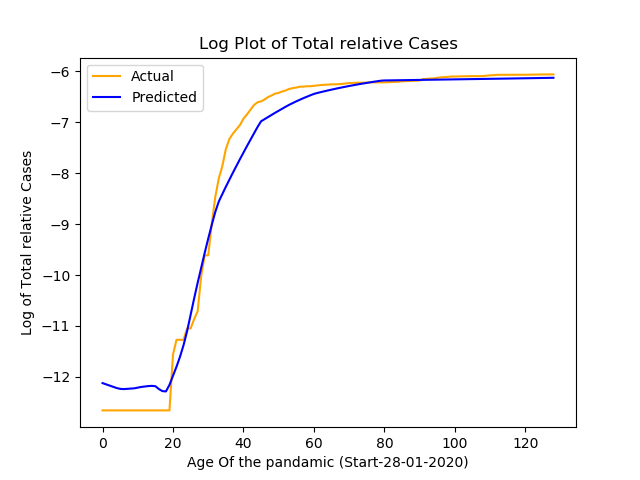 Log Plot of Total relative Cases
Actual
Predicted
Log of Total relative Cases
−6
−7
−8
−9
−10
−11
−12
0 20 40 60 80 100 120
Age Of the pandamic (Start-28-01-2020)